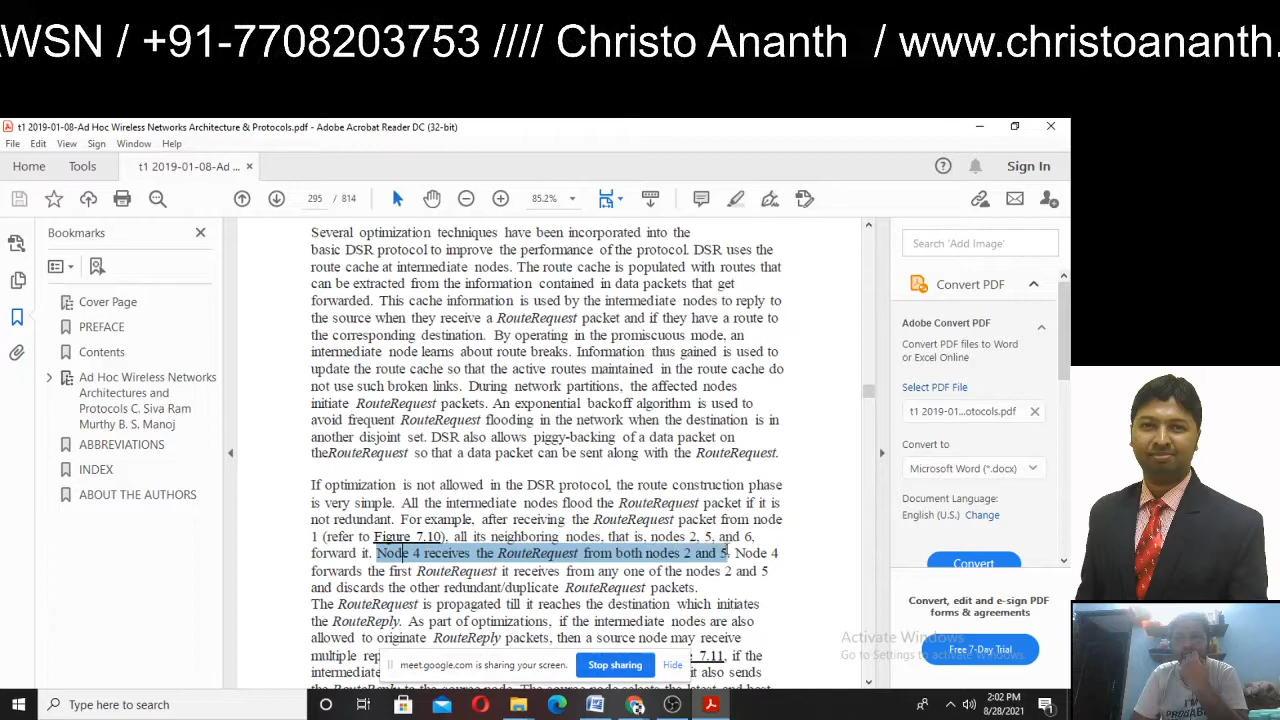 AWSN / +91-7708203753 //// Christo Ananth / www.christoananth.
t1 2019-01-08-Ad Hoc Wireless Networks Architecture & Protocols.pdf - Adobe Acrobat Reader DC (32-bit)
File Edit View Sign Window Help
Home Tools t1 2019-01-08-Ad ... Sign In
295 / 814 85.2%
Bookmarks
Cover Page
PREFACE
Contents
Ad Hoc Wireless Networks
Architectures and
Protocols C. Siva Ram
Murthy B. S. Manoj
ABBREVIATIONS
INDEX
ABOUT THE AUTHORS
Several optimization techniques have been incorporated into the
basic DSR protocol to improve the performance of the protocol. DSR uses the
route cache at intermediate nodes. The route cache is populated with routes that
can be extracted from the information contained in data packets that get
forwarded. This cache information is used by the intermediate nodes to reply to
the source when they receive a RouteRequest packet and if they have a route to
the corresponding destination. By operating in the promiscuous mode, an
intermediate node learns about route breaks. Information thus gained is used to
update the route cache so that the active routes maintained in the route cache do
not use such broken links. During network partitions, the affected nodes
initiate RouteRequest packets. An exponential backoff algorithm is used to
avoid frequent RouteRequest flooding in the network when the destination is in
another disjoint set. DSR also allows piggy-backing of a data packet on
theRouteRequest so that a data packet can be sent along with the RouteRequest.
If optimization is not allowed in the DSR protocol, the route construction phase
is very simple. All the intermediate nodes flood the RouteRequest packet if it is
not redundant. For example, after receiving the RouteRequest packet from node
1 (refer to Figure 7.10), all its neighboring nodes, that is, nodes 2, 5, and 6,
forward it. Node 4 receives the RouteRequest from both nodes 2 and 5. Node 4
forwards the first RouteRequest it receives from any one of the nodes 2 and 5
and discards the other redundant/duplicate RouteRequest packets.
The RouteRequest is propagated till it reaches the destination which initiates
the RouteReply. As part of optimizations, if the intermediate nodes are also
allowed to originate RouteReply packets, then a source node may receive
multiple rep 7.11, if the
intermediate it also sends
meet.google.com is sharing your screen. Stop sharing Hide
Search 'Add Image'
Convert PDF
Adobe Convert PDF
Convert PDF files to Word
or Excel Online
Select PDF File
t1 2019-01...otocols.pdf
Convert to
Microsoft Word (*.docx)
Document Language:
English (U.S.) Change
Convert
Convert, edit and e-sign PDF
forms & agreements
Free 7-Day Trial
Activate Windows
Go to Settings to activate Windows.
Type here to search
2:02 PM
8/28/2021